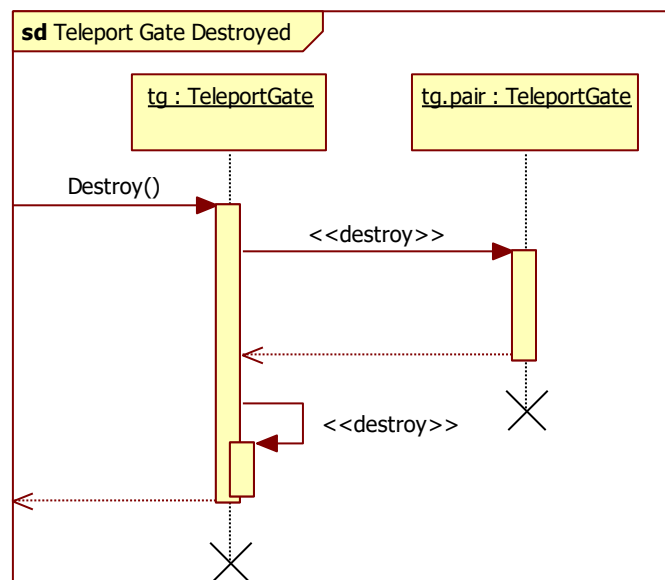 sd Teleport Gate Destroyed
tg : TeleportGate
tg.pair : TeleportGate
Destroy()
<<destroy>>
<<destroy>>